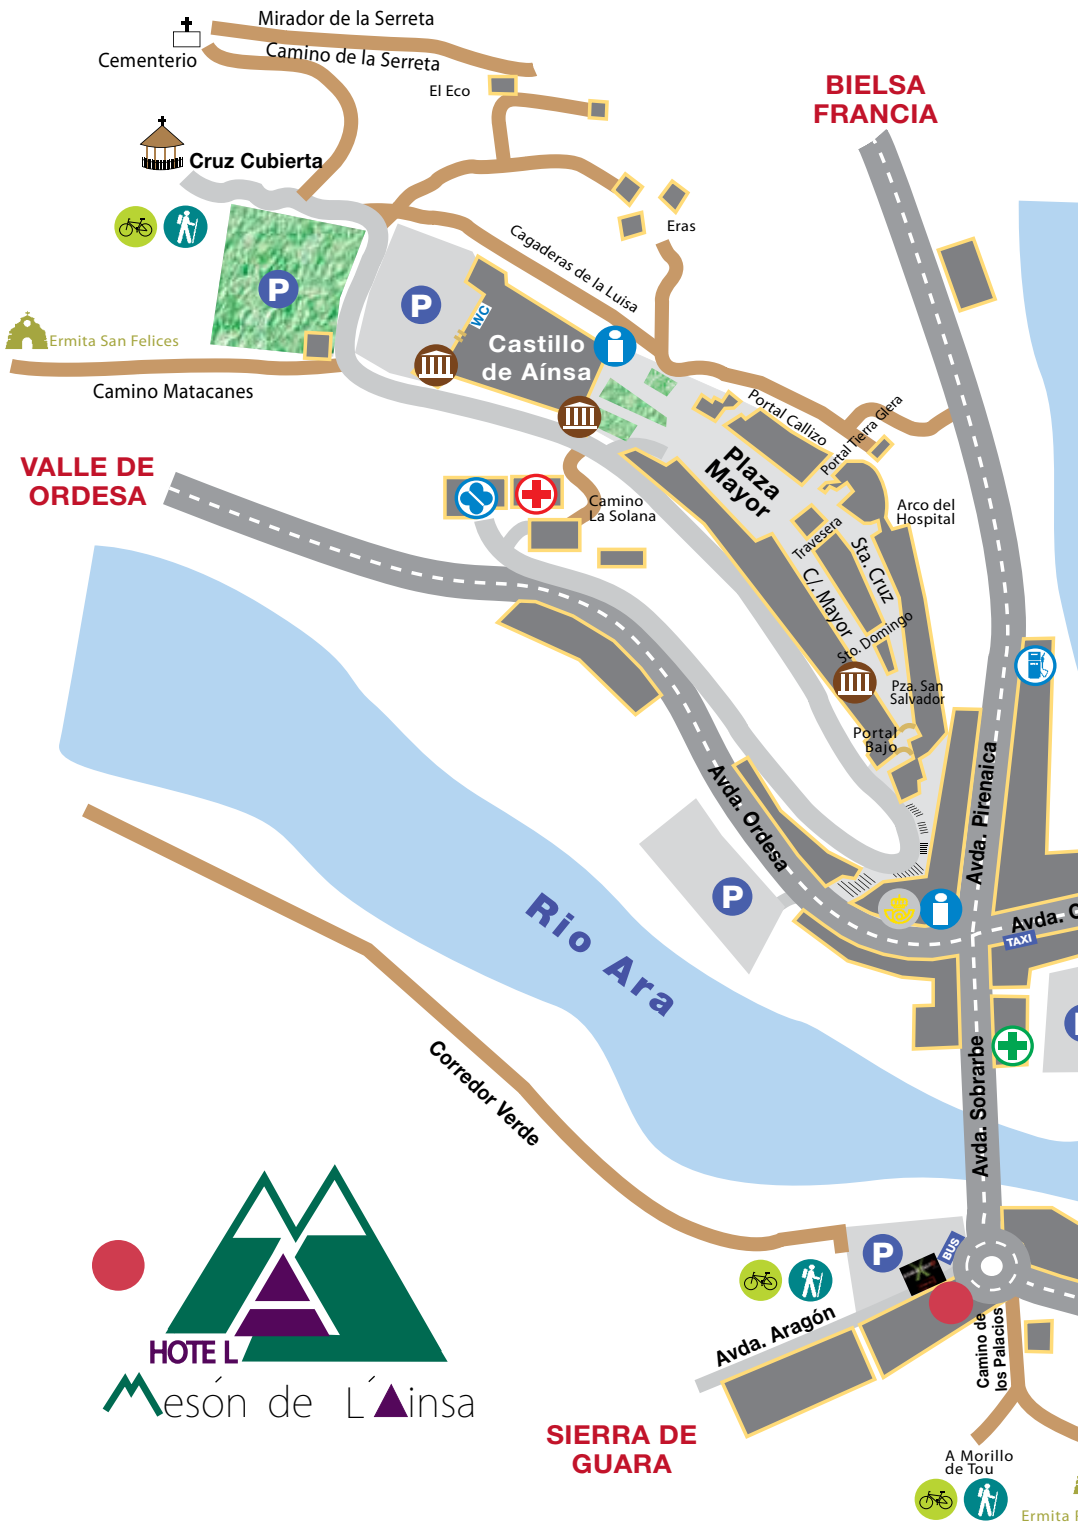 Mirador de la Serreta
Camino de la Serreta
Cementerio
El Eco
BIELSA
FRANCIA
Cruz Cubierta
Eras
Cagaderas de la Luisa
P
P
WC
Ermita San Felices
Castillo
de Aínsa
Camino Matacanes
Portal Callizo
Portal Tierra Glera
Plaza
Mayor
VALLE DE
ORDESA
Camino
La Solana
Arco del
Hospital
Travesera
Sta. Cruz
C/. Mayor
Sto. Domingo
Pza. San
Salvador
Portal
Bajo
Avda. Pirenaica
Avda. Ordesa
P
Rio Ara
Avda. C
TAXI
Corredor Verde
Avda. Sobrarbe
P
BUS
Avda. Aragón
Camino de
los Palacios
HOTEL
Mesón de L´Ainsa
SIERRA DE
GUARA
A Morillo
de Tou
Ermita